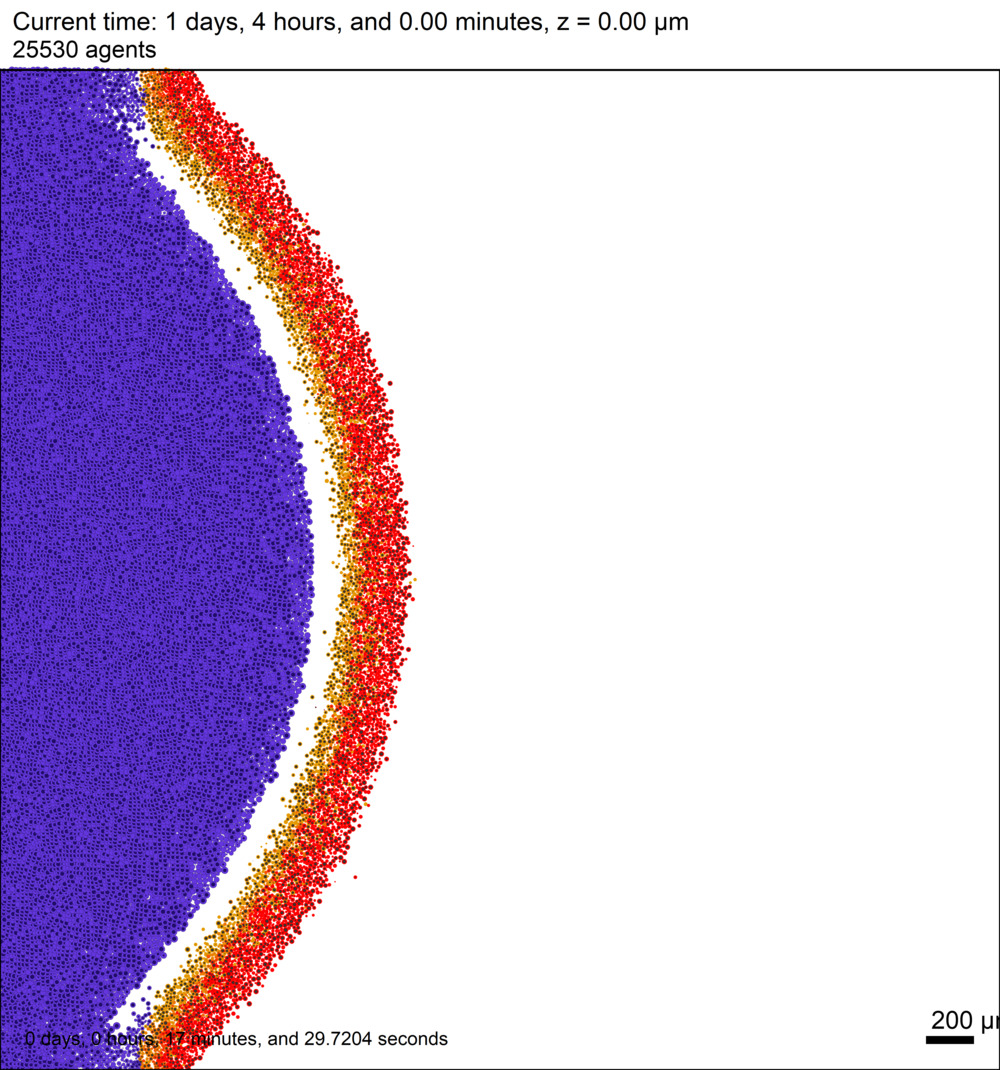 Current time: 1 days, 4 hours, and 0.00 minutes, z = 0.00 μm
25530 agents
200 μ
0 days, 0 hours, 17 minutes, and 29.7204 seconds